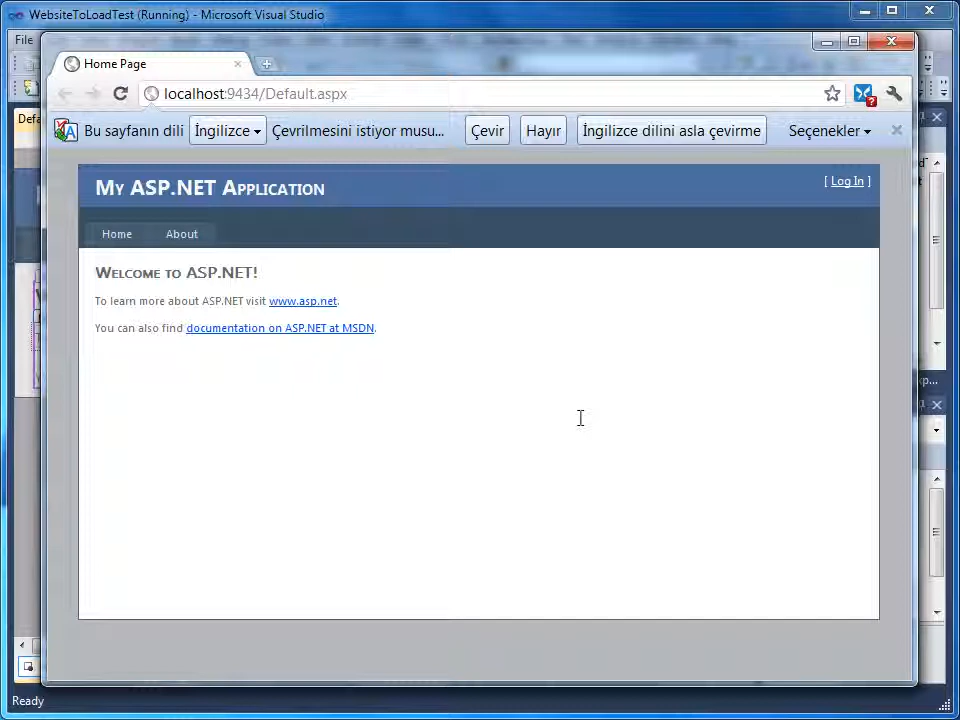 WebsiteToLoadTest (Running) - Microsoft Visual Studio
File
Home Page
localhost:9434/Default.aspx
Bu sayfanın dili İngilizce Çevrilmesini istiyor musu... Çevir Hayır İngilizce dilini asla çevirme Seçenekler
My ASP.NET Application
[ Log In ]
Home About
Welcome to ASP.NET!
To learn more about ASP.NET visit www.asp.net.
You can also find documentation on ASP.NET at MSDN.
Ready